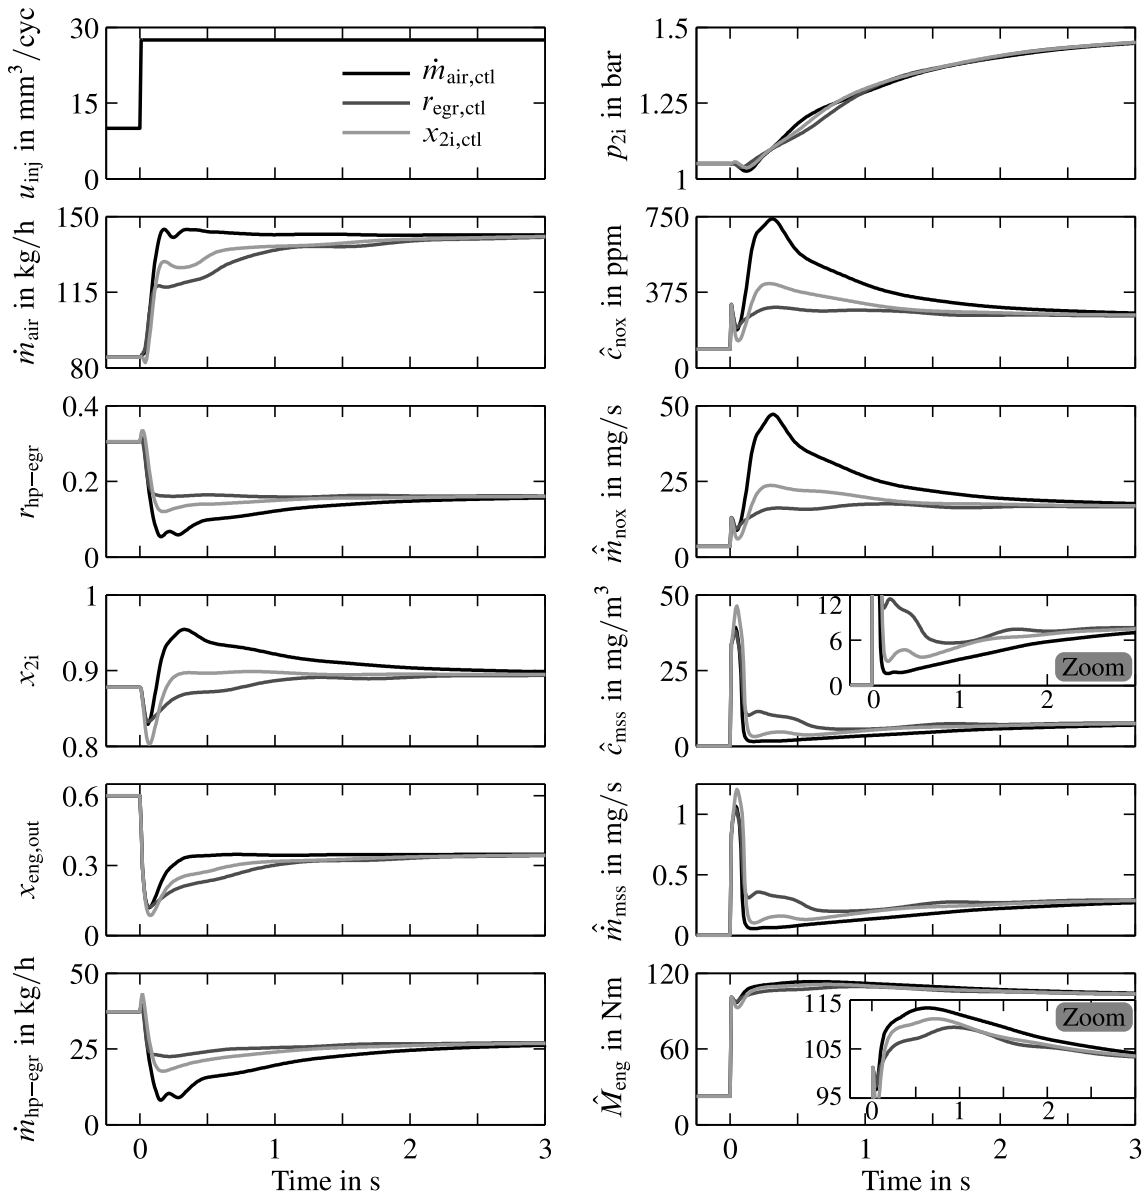 u_inj in mm³/cyc
30
15
0
ṁ_air,ctl
r_egr,ctl
x_2i,ctl
p_2i in bar
1.5
1.25
1
ṁ_air in kg/h
150
115
80
ĉ_nox in ppm
750
375
0
r_hp−egr
0.4
0.2
0
m̂̇_nox in mg/s
50
25
0
x_2i
1
0.9
0.8
ĉ_mss in mg/m³
50
25
0
12
6
0
0 1 2
Zoom
x_eng,out
0.6
0.3
0
m̂̇_mss in mg/s
1
0.5
0
ṁ_hp−egr in kg/h
50
25
0
0 1 2 3
Time in s
M̂_eng in Nm
120
60
0
115
105
95
0 1 2
Zoom
0 1 2 3
Time in s